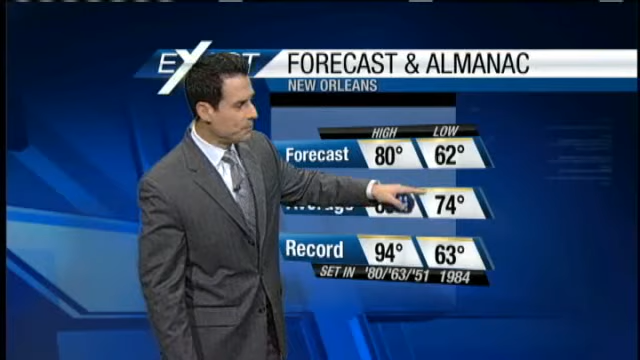 FORECAST & ALMANAC
NEW ORLEANS
HIGH LOW
Forecast 80° 62°
Average 74°
Record 94° 63°
SET IN '80/'63/'51 1984